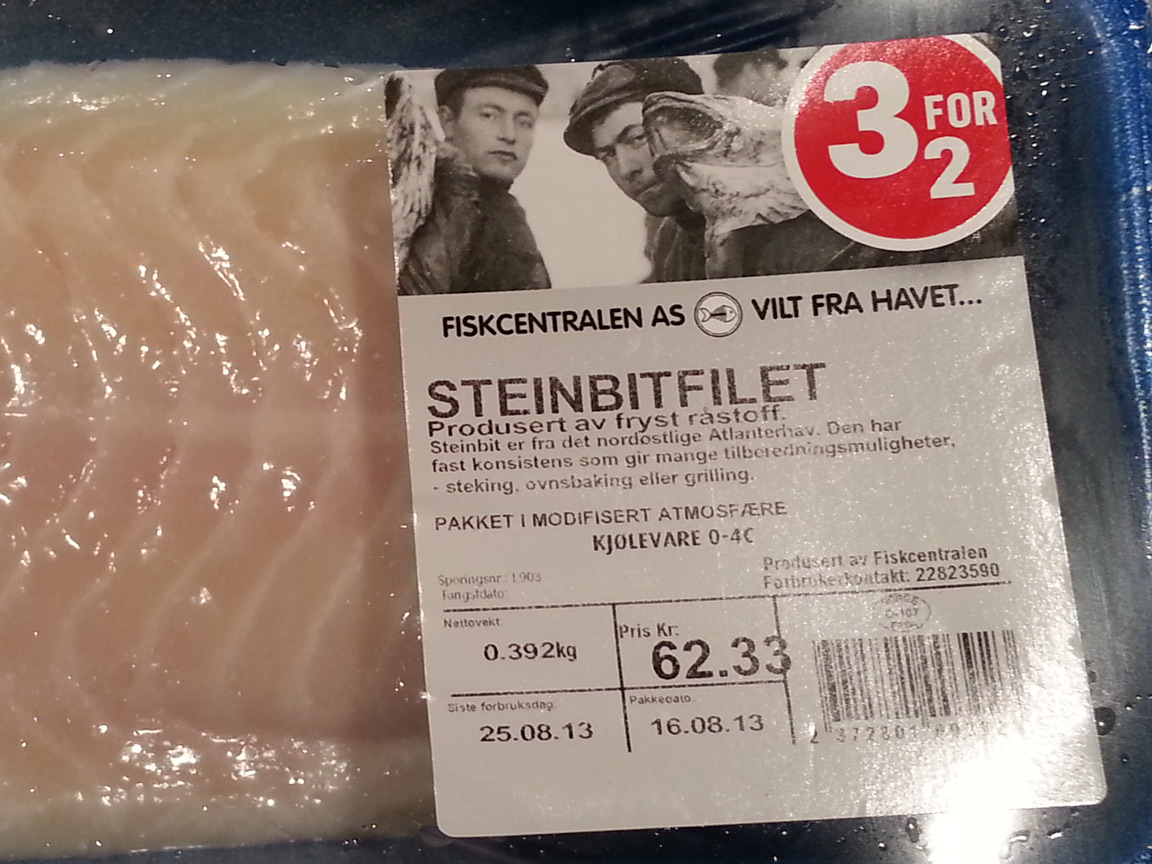 3 FOR 2
FISKCENTRALEN AS VILT FRA HAVET...
STEINBITFILET
Produsert av fryst råstoff.
Steinbit er fra det nordøstlige Atlanterhav. Den har
fast konsistens som gir mange tilberedningsmuligheter,
- steking, ovnsbaking eller grilling.
PAKKET I MODIFISERT ATMOSFÆRE
KJØLEVARE 0-4C
Produsert av Fiskcentralen
Forbrukerkontakt: 22823590
Sporingsnr.: L903
Fangstdato:
Nettovekt:
0.392kg
Pris Kr:
62.33
Siste forbruksdag:
25.08.13
Pakkedato:
16.08.13